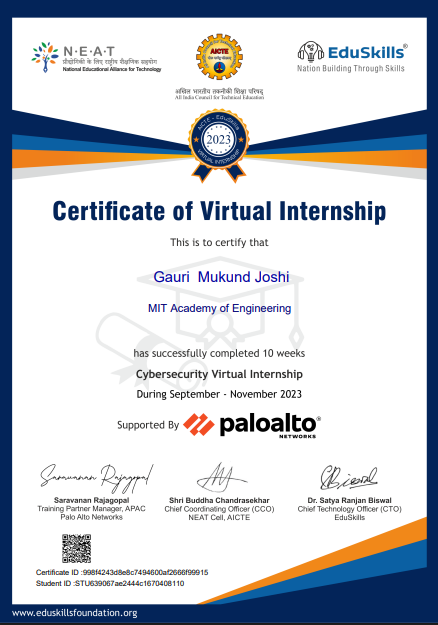 N·E·A·T
प्रौद्योगिकी के लिए राष्ट्रीय शैक्षणिक सहयोग
National Educational Alliance for Technology
AICTE
अखिल भारतीय तकनीकी शिक्षा परिषद्
All India Council for Technical Education
EduSkills®
Nation Building Through Skills
AICTE - EduSkills
2023
VIRTUAL INTERNSHIP
Certificate of Virtual Internship
This is to certify that
Gauri Mukund Joshi
MIT Academy of Engineering
has successfully completed 10 weeks
Cybersecurity Virtual Internship
During September - November 2023
Supported By paloalto®
NETWORKS
Saravanan Rajagopal
Saravanan Rajagopal
Training Partner Manager, APAC
Palo Alto Networks
Shri Buddha Chandrasekhar
Chief Coordinating Officer (CCO)
NEAT Cell, AICTE
SBiswal
Dr. Satya Ranjan Biswal
Chief Technology Officer (CTO)
EduSkills
Certificate ID :998f4243d8e8c7494600af2666f99915
Student ID :STU639067ae2444c1670408110
www.eduskillsfoundation.org